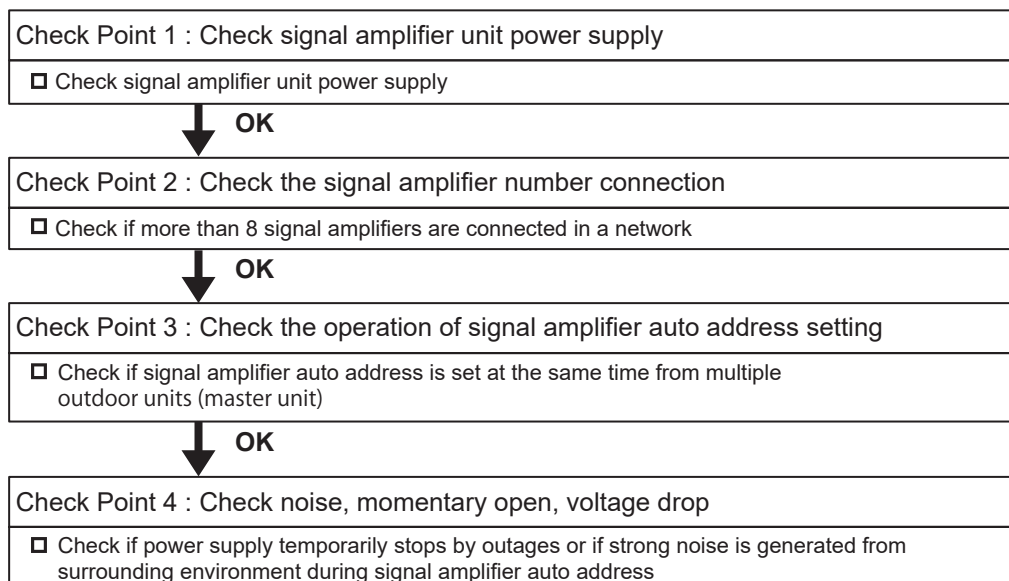 Check Point 1 : Check signal amplifier unit power supply
Check signal amplifier unit power supply
OK
Check Point 2 : Check the signal amplifier number connection
Check if more than 8 signal amplifiers are connected in a network
OK
Check Point 3 : Check the operation of signal amplifier auto address setting
Check if signal amplifier auto address is set at the same time from multiple
outdoor units (master unit)
OK
Check Point 4 : Check noise, momentary open, voltage drop
Check if power supply temporarily stops by outages or if strong noise is generated from
surrounding environment during signal amplifier auto address